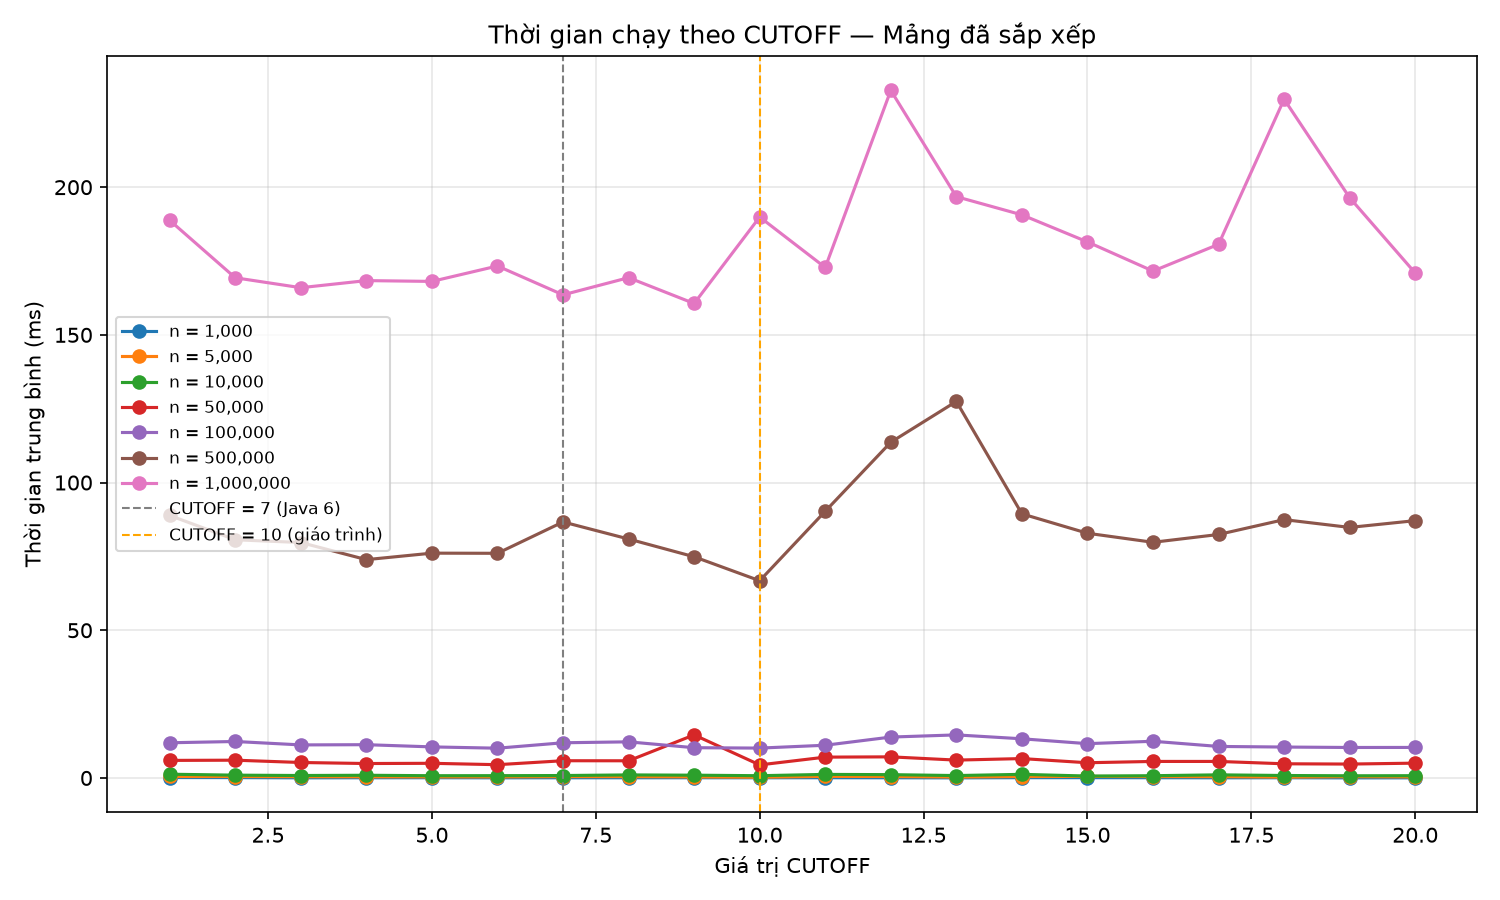 Thời gian chạy theo CUTOFF — Mảng đã sắp xếp
Thời gian trung bình (ms)
200
150
100
50
0
n = 1,000
n = 5,000
n = 10,000
n = 50,000
n = 100,000
n = 500,000
n = 1,000,000
CUTOFF = 7 (Java 6)
CUTOFF = 10 (giáo trình)
2.5 5.0 7.5 10.0 12.5 15.0 17.5 20.0
Giá trị CUTOFF